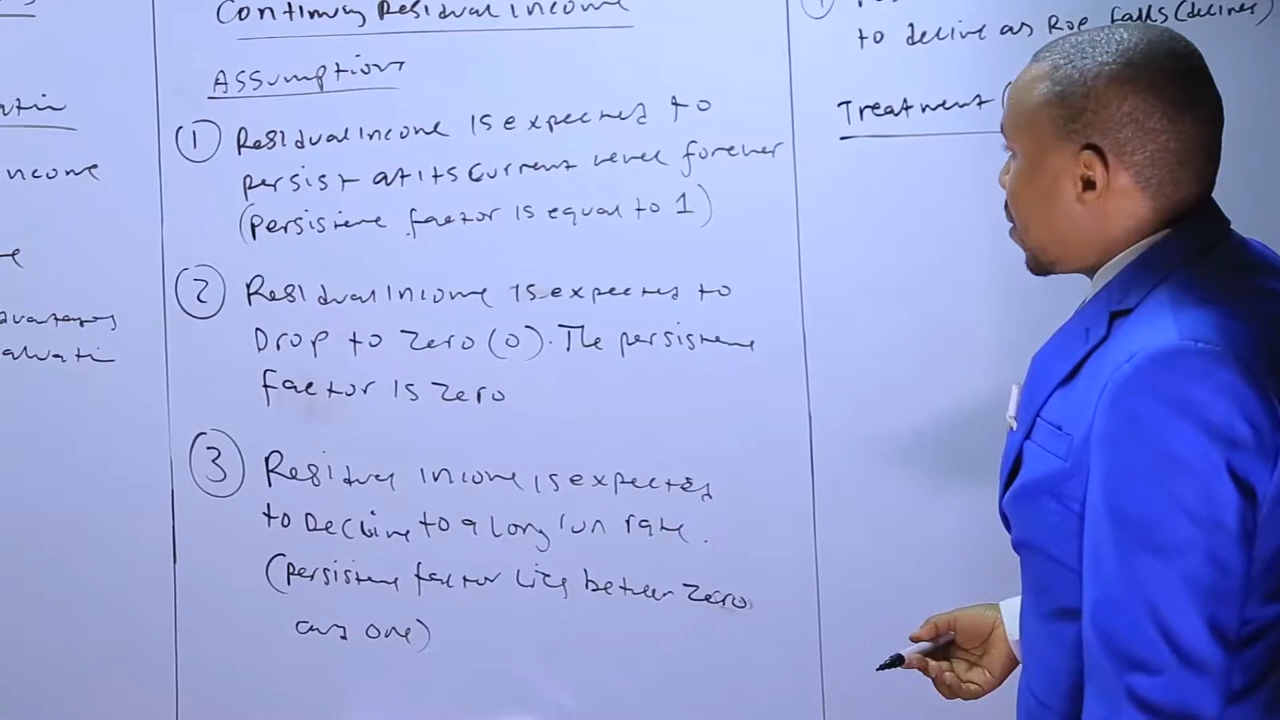 Continuing Residual Income
Assumption
① Residual Income is expected to
persist at its current level forever
(persistence factor is equal to 1)
② Residual Income is expected to
Drop to zero (0). The persistence
factor is zero
③ Residual income is expected
to Decline to a long run rate.
(persistence factor lies between zero
and one)
ncome
④
to decline as ROE falls (declines)
Treatment (